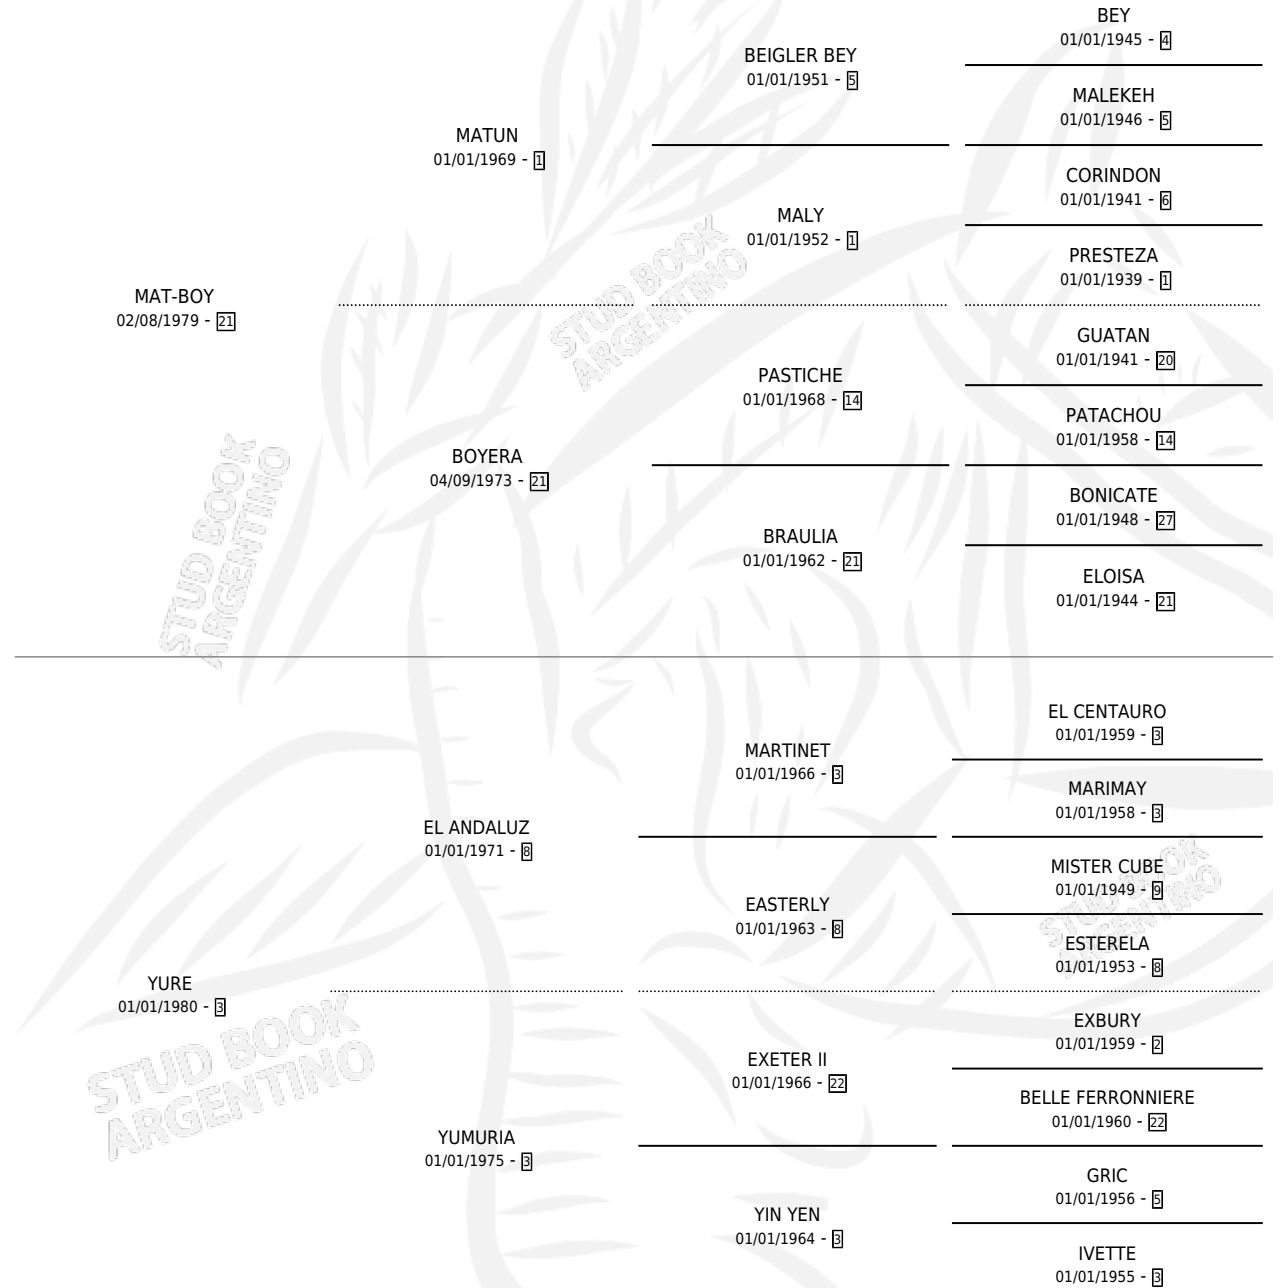 BEY
01/01/1945 - 4
BEIGLER BEY
01/01/1951 - 5
MALEKEH
01/01/1946 - 5
MATUN
01/01/1969 - 1
CORINDON
01/01/1941 - 6
MALY
01/01/1952 - 1
PRESTEZA
01/01/1939 - 1
MAT-BOY
02/08/1979 - 21
GUATAN
01/01/1941 - 20
PASTICHE
01/01/1968 - 14
PATACHOU
01/01/1958 - 14
BOYERA
04/09/1973 - 21
BONICATE
01/01/1948 - 27
BRAULIA
01/01/1962 - 21
ELOISA
01/01/1944 - 21
EL CENTAURO
01/01/1959 - 3
MARTINET
01/01/1966 - 3
MARIMAY
01/01/1958 - 3
EL ANDALUZ
01/01/1971 - 8
MISTER CUBE
01/01/1949 - 9
EASTERLY
01/01/1963 - 8
ESTERELA
01/01/1953 - 8
YURE
01/01/1980 - 3
EXBURY
01/01/1959 - 2
EXETER II
01/01/1966 - 22
BELLE FERRONNIERE
01/01/1960 - 22
YUMURIA
01/01/1975 - 3
GRIC
01/01/1956 - 5
YIN YEN
01/01/1964 - 3
IVETTE
01/01/1955 - 3
STUD BOOK
ARGENTINO
STUD BOOK
ARGENTINO
STUD BOOK
ARGENTINO
STUD BOOK
ARGENTINO